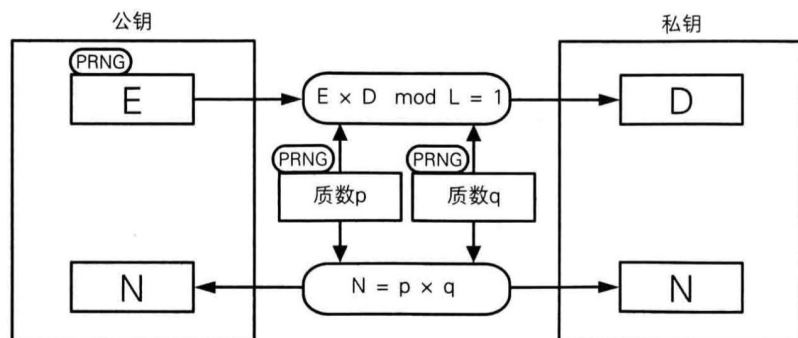 公钥
私钥
PRNG
E
E × D mod L = 1
D
PRNG
PRNG
质数p
质数q
N
N = p × q
N